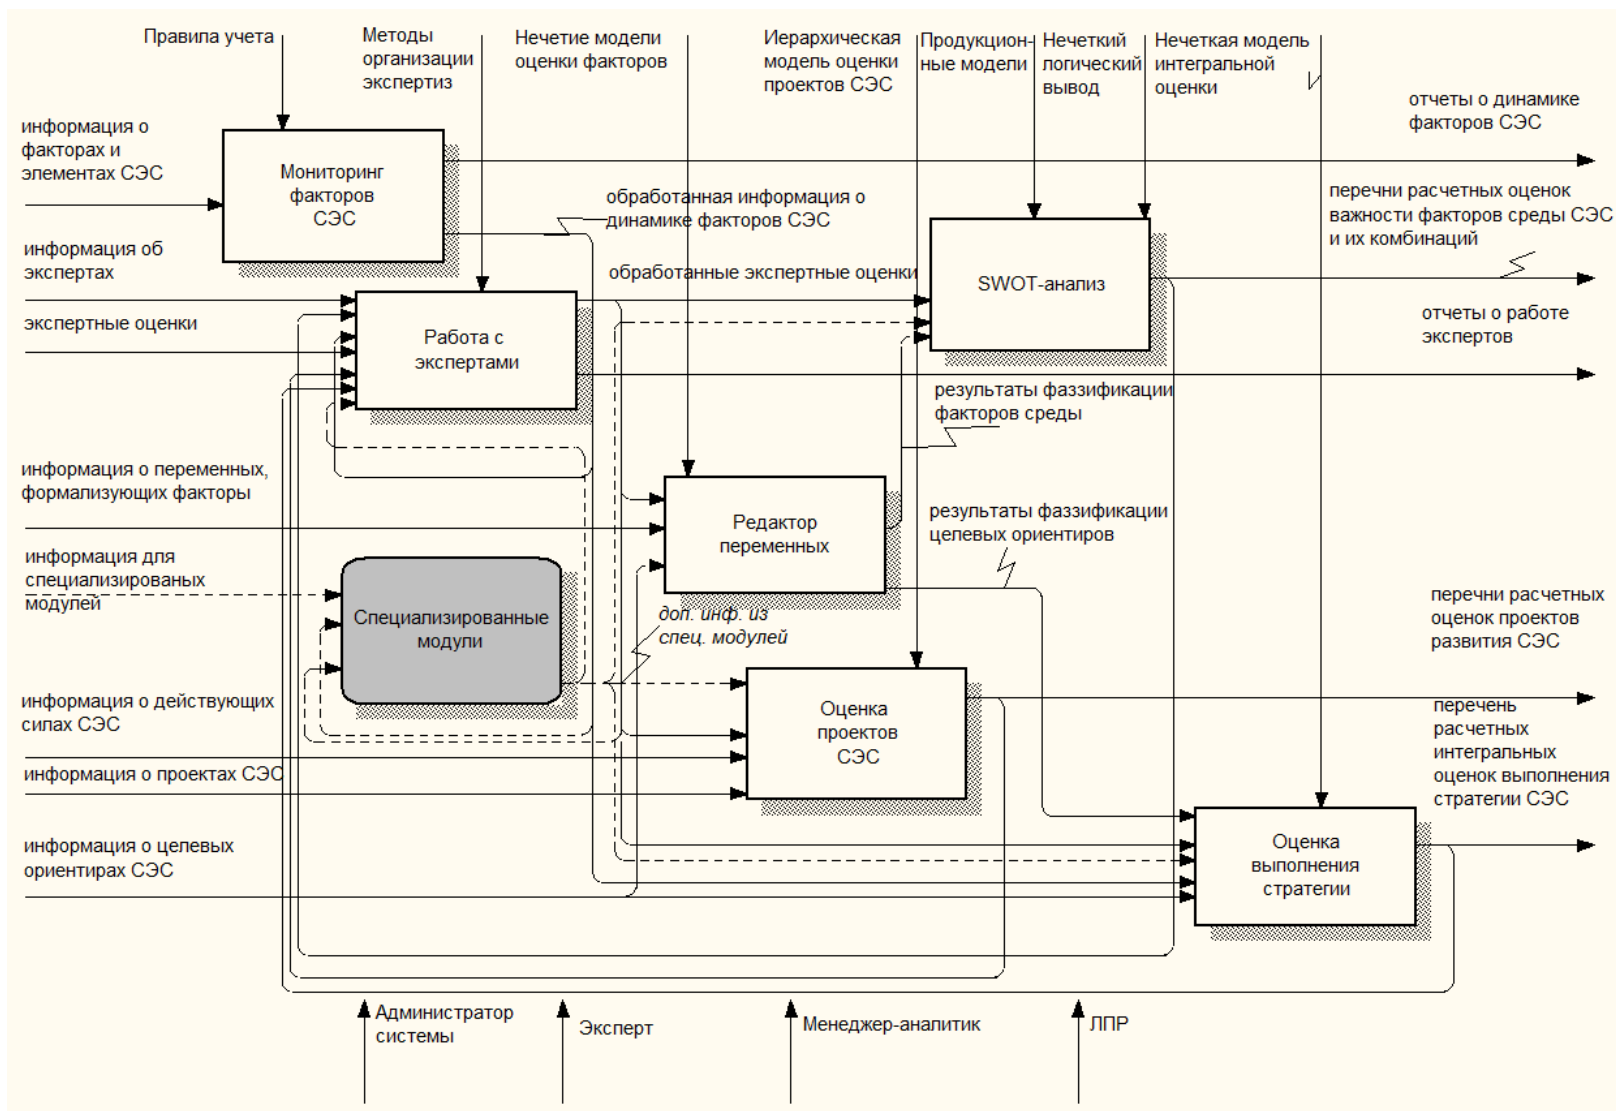 Правила учета
Методы
организации
экспертиз
Нечетие модели
оценки факторов
Иерархическая
модель оценки
проектов СЭС
Продукцион-
ные модели
Нечеткий
логический
вывод
Нечеткая модель
интегральной
оценки
отчеты о динамике
факторов СЭС
информация о
факторах и
элементах СЭС
Мониторинг
факторов
СЭС
обработанная информация о
динамике факторов СЭС
перечни расчетных оценок
важности факторов среды СЭС
и их комбинаций
информация об
экспертах
обработанные экспертные оценки
SWOT-анализ
экспертные оценки
Работа с
экспертами
отчеты о работе
экспертов
результаты фаззификации
факторов среды
информация о переменных,
формализующих факторы
Редактор
переменных
результаты фаззификации
целевых ориентиров
информация для
специализированых
модулей
Специализированные
модули
доп. инф. из
спец. модулей
перечни расчетных
оценок проектов
развития СЭС
информация о действующих
силах СЭС
Оценка
проектов
СЭС
перечень
расчетных
интегральных
оценок выполнения
стратегии СЭС
информация о проектах СЭС
информация о целевых
ориентирах СЭС
Оценка
выполнения
стратегии
Администратор
системы
Эксперт
Менеджер-аналитик
ЛПР